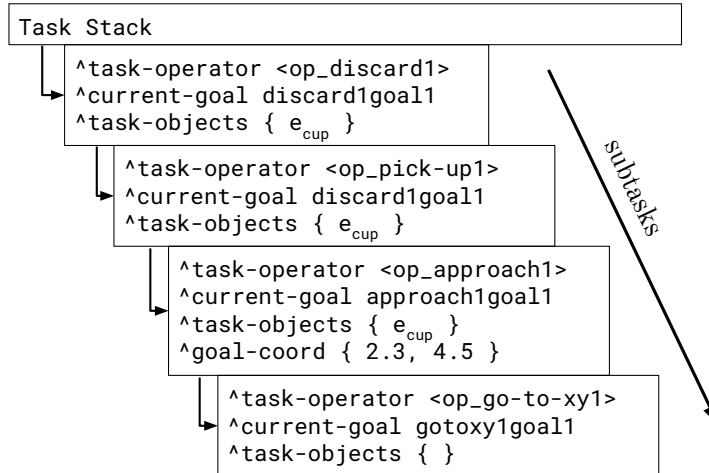 Task Stack
^task-operator <op_discard1>
^current-goal discard1goal1
^task-objects { e_cup }
^task-operator <op_pick-up1>
^current-goal discard1goal1
^task-objects { e_cup }
^task-operator <op_approach1>
^current-goal approach1goal1
^task-objects { e_cup }
^goal-coord { 2.3, 4.5 }
^task-operator <op_go-to-xy1>
^current-goal gotoxy1goal1
^task-objects { }
subtasks